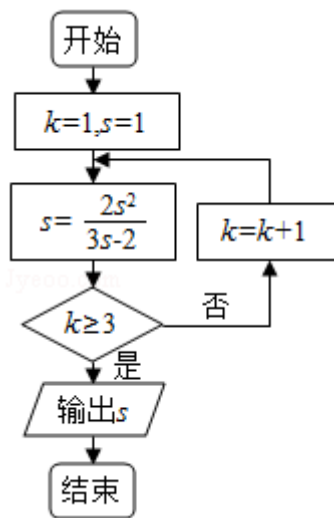 开始
k=1,s=1
s= 2s²/3s-2
k=k+1
k≥3
否
是
输出s
结束